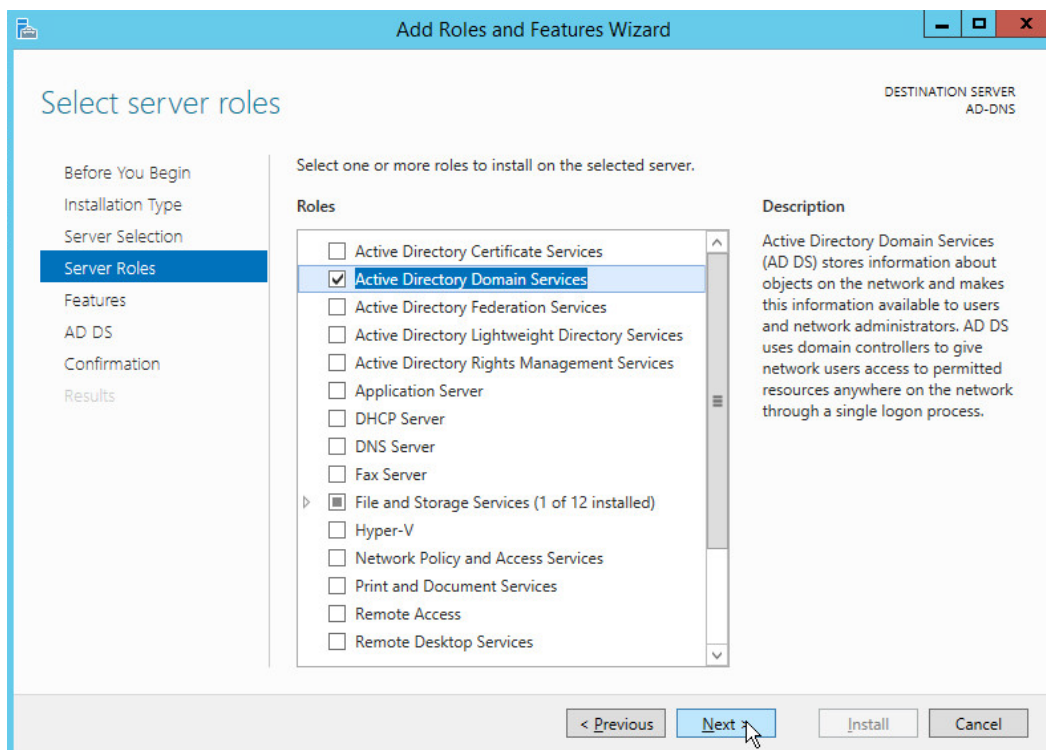 Add Roles and Features Wizard
Select server roles
DESTINATION SERVER
AD-DNS
Before You Begin
Installation Type
Server Selection
Server Roles
Features
AD DS
Confirmation
Results
Select one or more roles to install on the selected server.
Roles
Active Directory Certificate Services
Active Directory Domain Services
Active Directory Federation Services
Active Directory Lightweight Directory Services
Active Directory Rights Management Services
Application Server
DHCP Server
DNS Server
Fax Server
File and Storage Services (1 of 12 installed)
Hyper-V
Network Policy and Access Services
Print and Document Services
Remote Access
Remote Desktop Services
Description
Active Directory Domain Services
(AD DS) stores information about
objects on the network and makes
this information available to users
and network administrators. AD DS
uses domain controllers to give
network users access to permitted
resources anywhere on the network
through a single logon process.
< Previous
Next >
Install
Cancel